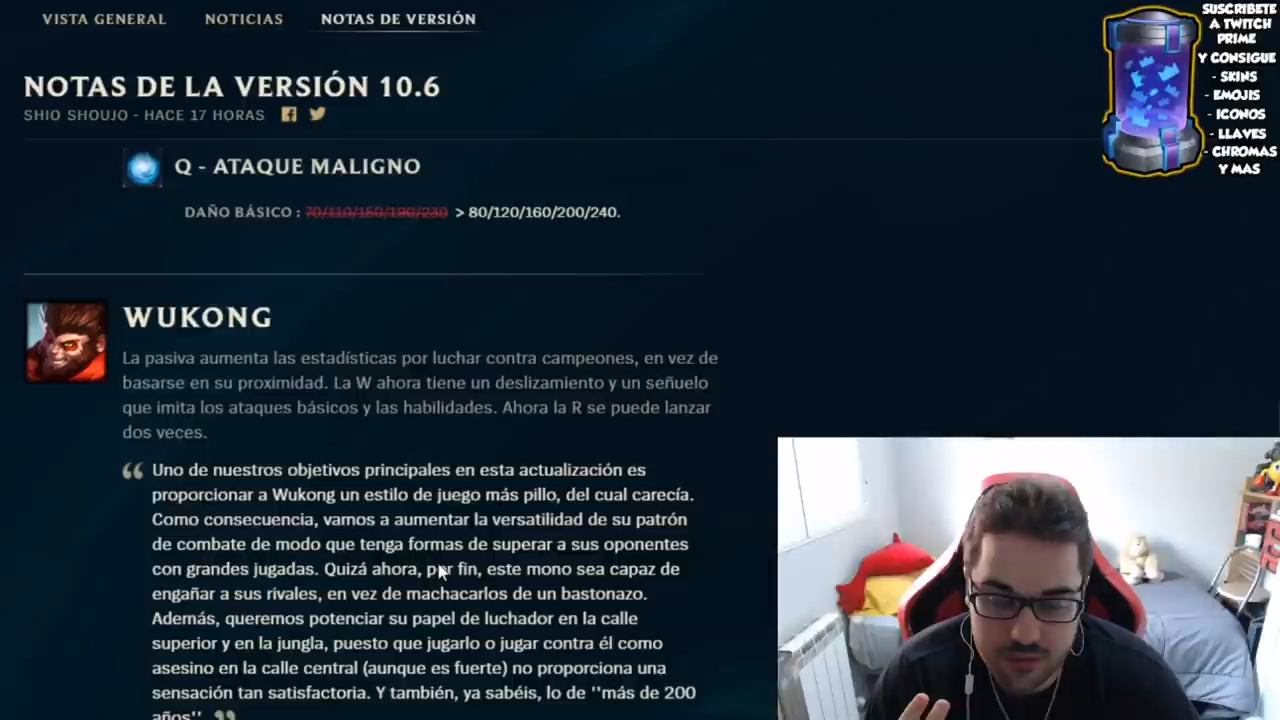 VISTA GENERAL NOTICIAS NOTAS DE VERSIÓN
NOTAS DE LA VERSIÓN 10.6
SHIO SHOUJO - HACE 17 HORAS
Q - ATAQUE MALIGNO
DAÑO BÁSICO : 70/110/150/190/230 > 80/120/160/200/240.
WUKONG
La pasiva aumenta las estadísticas por luchar contra campeones, en vez de
basarse en su proximidad. La W ahora tiene un deslizamiento y un señuelo
que imita los ataques básicos y las habilidades. Ahora la R se puede lanzar
dos veces.
“ Uno de nuestros objetivos principales en esta actualización es
proporcionar a Wukong un estilo de juego más pillo, del cual carecía.
Como consecuencia, vamos a aumentar la versatilidad de su patrón
de combate de modo que tenga formas de superar a sus oponentes
con grandes jugadas. Quizá ahora, por fin, este mono sea capaz de
engañar a sus rivales, en vez de machacarlos de un bastonazo.
Además, queremos potenciar su papel de luchador en la calle
superior y en la jungla, puesto que jugarlo o jugar contra él como
asesino en la calle central (aunque es fuerte) no proporciona una
sensación tan satisfactoria. Y también, ya sabéis, lo de ''más de 200
años''. ”
SUSCRIBETE
A TWITCH
PRIME
Y CONSIGUE
- SKINS
- EMOJIS
- ICONOS
- LLAVES
- CHROMAS
Y MAS